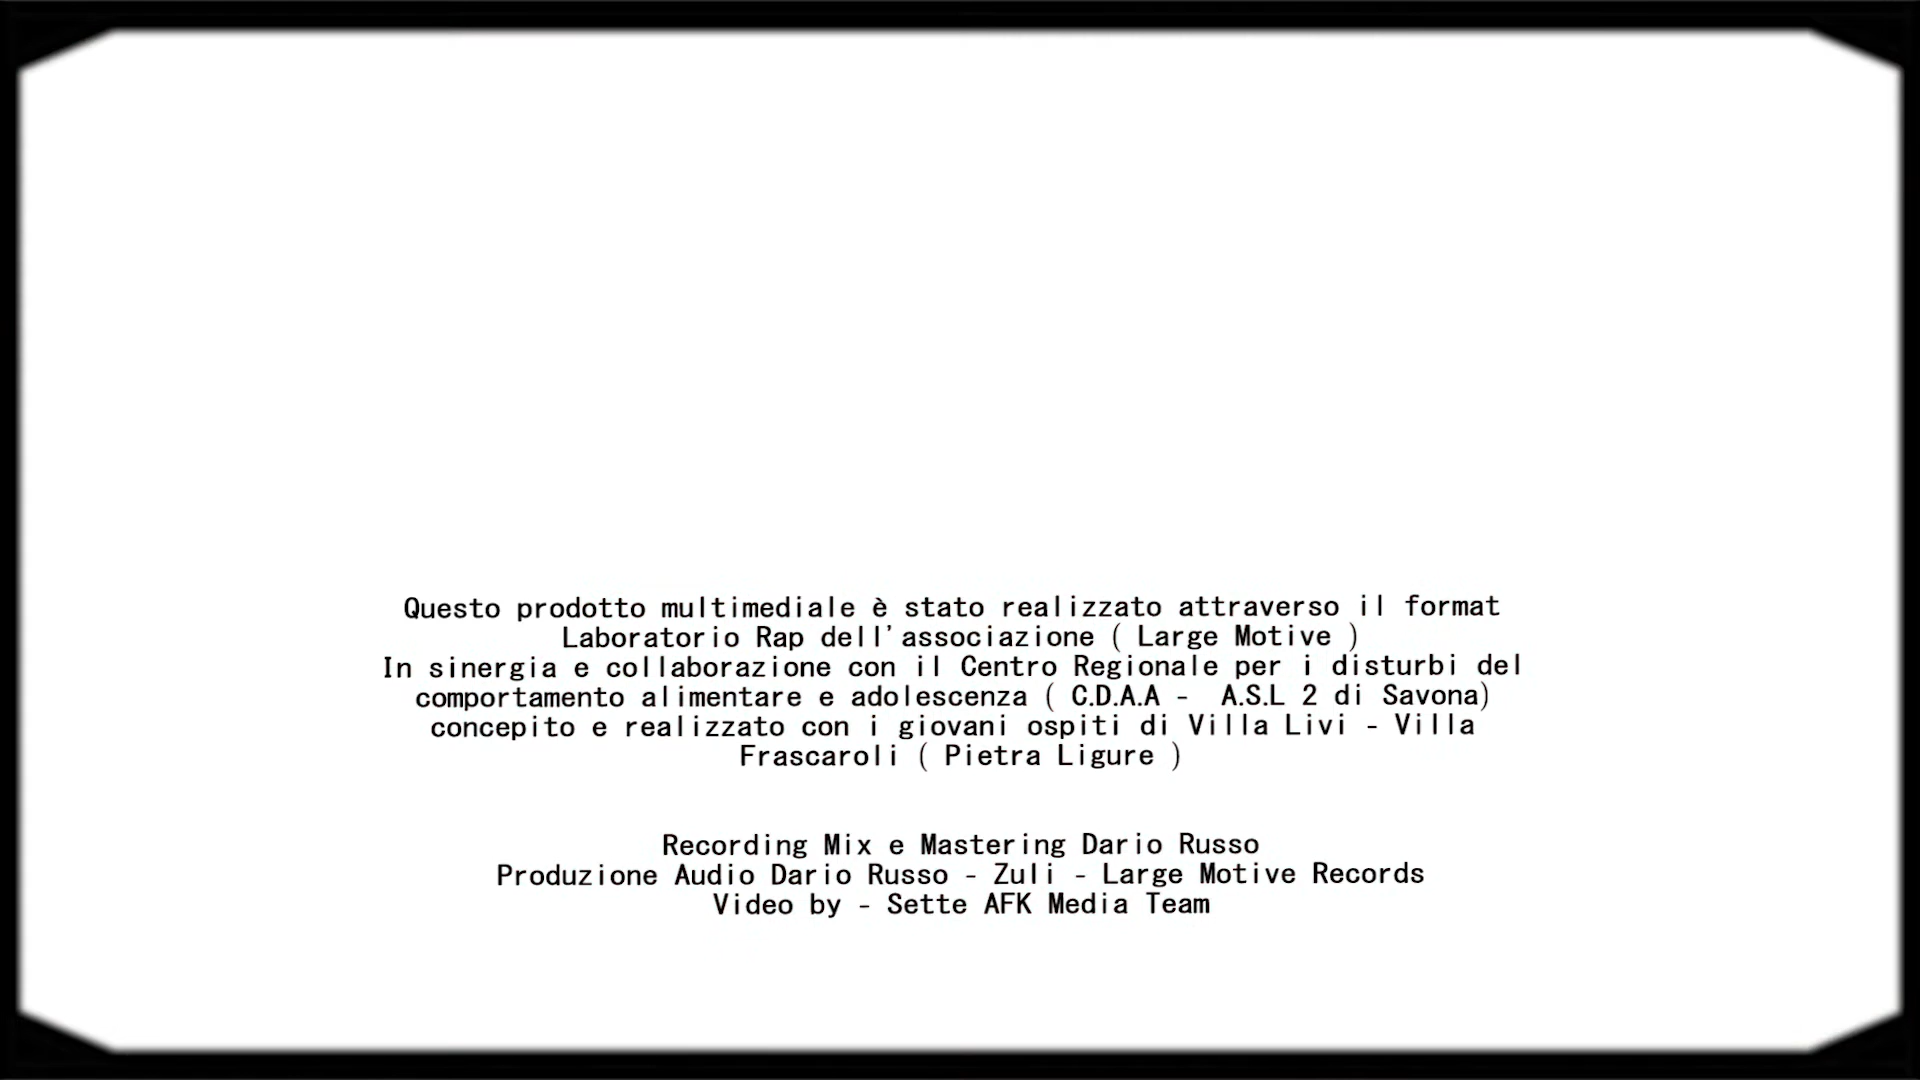 Questo prodotto multimediale è stato realizzato attraverso il format
Laboratorio Rap dell'associazione ( Large Motive )
In sinergia e collaborazione con il Centro Regionale per i disturbi del
comportamento alimentare e adolescenza ( C.D.A.A -  A.S.L 2 di Savona)
concepito e realizzato con i giovani ospiti di Villa Livi - Villa
Frascaroli ( Pietra Ligure )
Recording Mix e Mastering Dario Russo
Produzione Audio Dario Russo - Zuli - Large Motive Records
Video by - Sette AFK Media Team